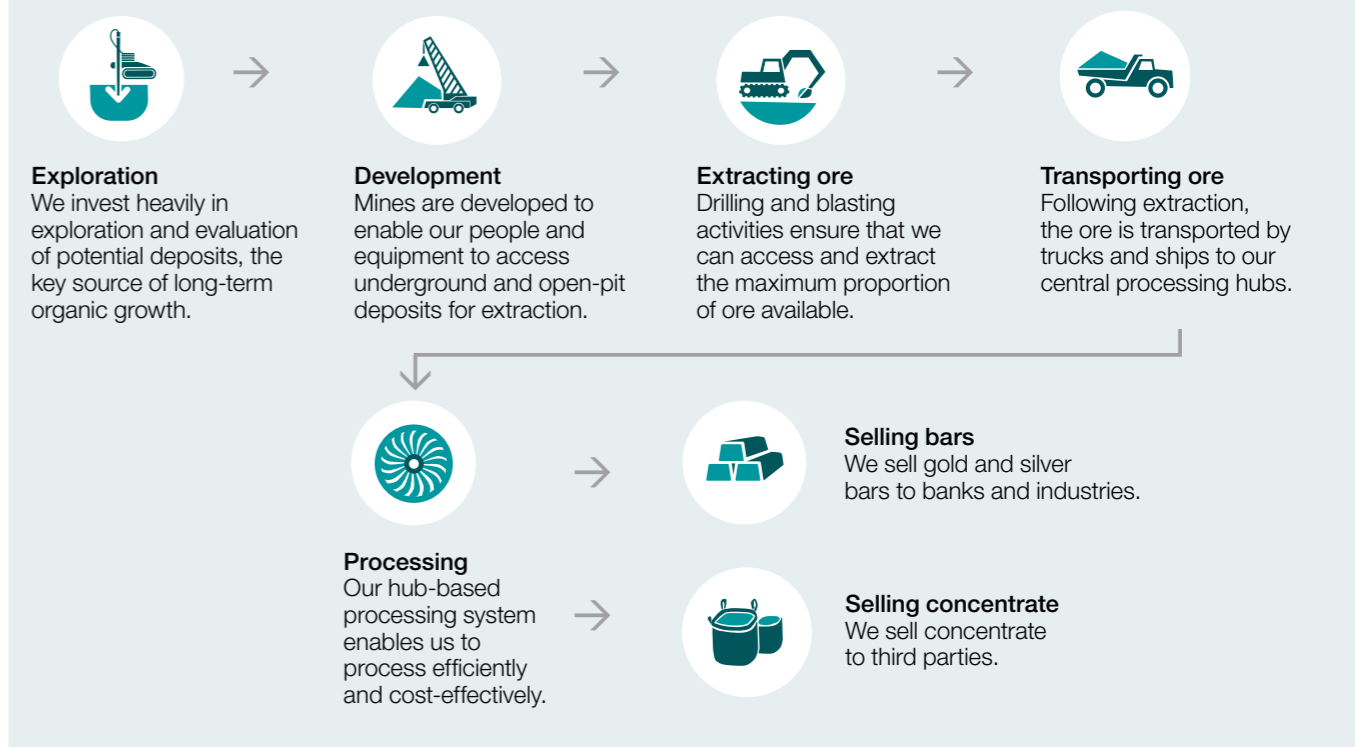 Exploration
We invest heavily in
exploration and evaluation
of potential deposits, the
key source of long-term
organic growth.
Development
Mines are developed to
enable our people and
equipment to access
underground and open-pit
deposits for extraction.
Extracting ore
Drilling and blasting
activities ensure that we
can access and extract
the maximum proportion
of ore available.
Transporting ore
Following extraction,
the ore is transported by
trucks and ships to our
central processing hubs.
Processing
Our hub-based
processing system
enables us to
process efficiently
and cost-effectively.
Selling bars
We sell gold and silver
bars to banks and industries.
Selling concentrate
We sell concentrate
to third parties.